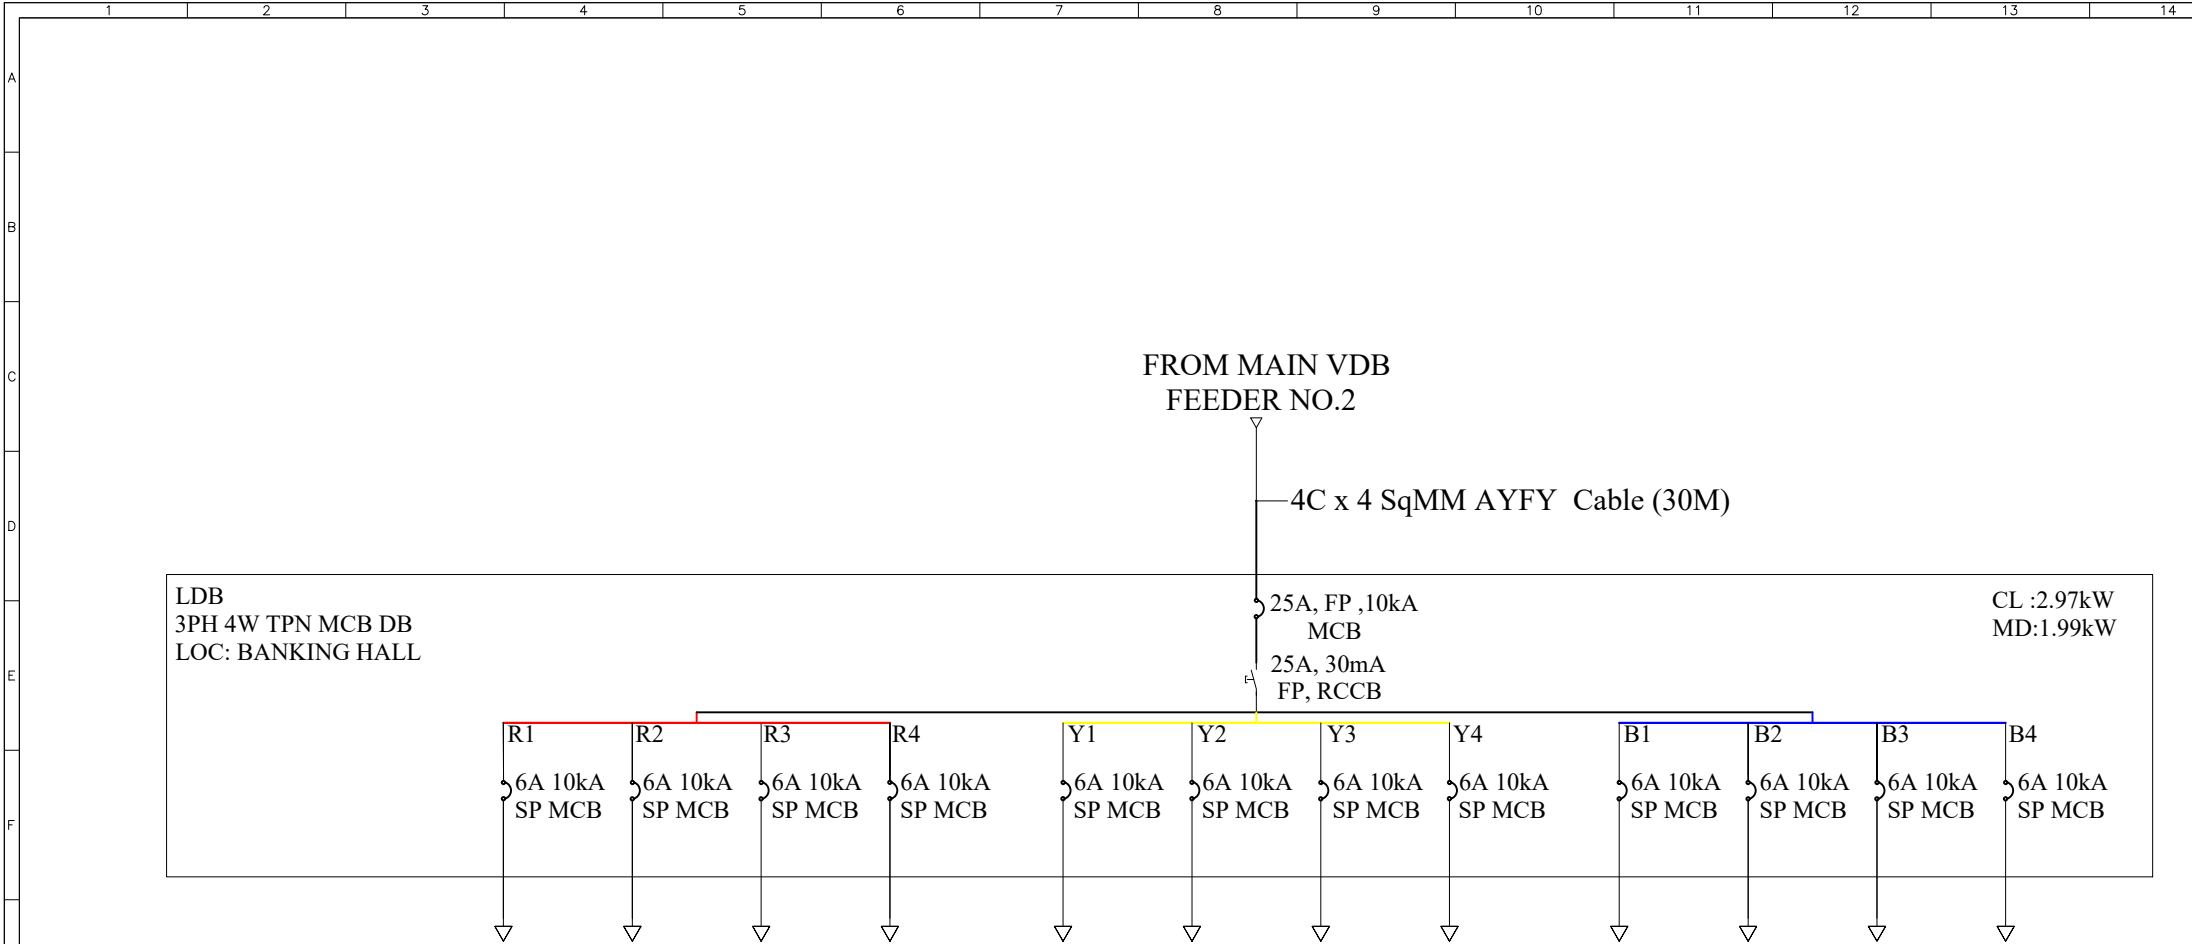 1 2 3 4 5 6 7 8 9 10 11 12 13 14
A
B
C
D
E
F
FROM MAIN VDB
FEEDER NO.2
4C x 4 SqMM AYFY  Cable (30M)
LDB
3PH 4W TPN MCB DB
LOC: BANKING HALL
25A, FP ,10kA
MCB
25A, 30mA
FP, RCCB
CL :2.97kW
MD:1.99kW
R1 R2 R3 R4 Y1 Y2 Y3 Y4 B1 B2 B3 B4
6A 10kA 6A 10kA 6A 10kA 6A 10kA 6A 10kA 6A 10kA 6A 10kA 6A 10kA 6A 10kA 6A 10kA 6A 10kA 6A 10kA
SP MCB SP MCB SP MCB SP MCB SP MCB SP MCB SP MCB SP MCB SP MCB SP MCB SP MCB SP MCB